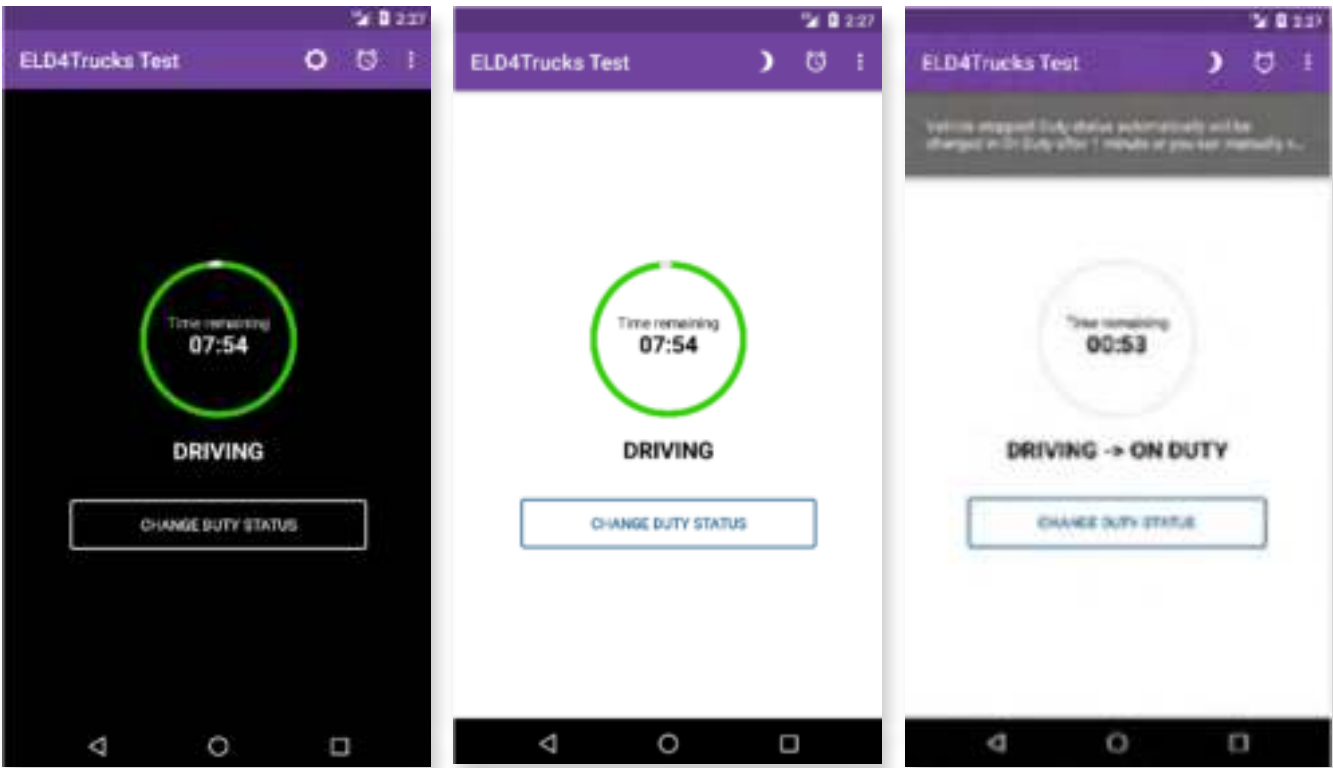 2:27
ELD4Trucks Test
Time remaining
07:54
DRIVING
CHANGE DUTY STATUS
2:27
ELD4Trucks Test
Time remaining
07:54
DRIVING
CHANGE DUTY STATUS
2:27
ELD4Trucks Test
Vehicle stopped! Duty status automatically will be
changed in On Duty after 1 minute or you can manually
Time remaining
00:53
DRIVING -> ON DUTY
CHANGE DUTY STATUS